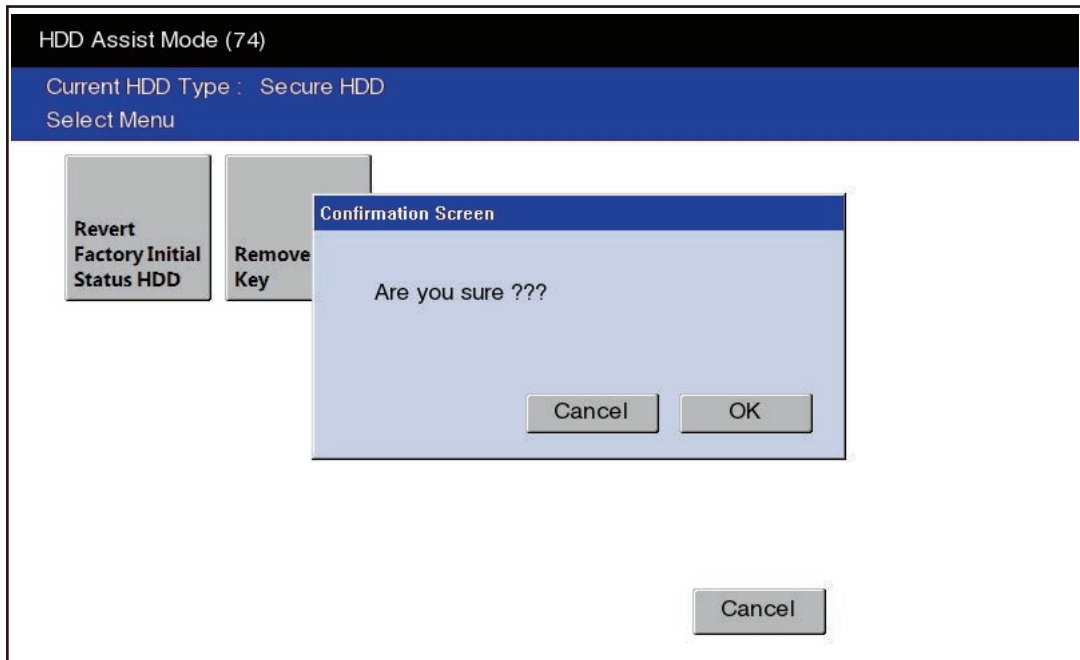 HDD Assist Mode (74)
Current HDD Type : Secure HDD
Select Menu
Revert
Factory Initial
Status HDD
Remove
Key
Confirmation Screen
Are you sure ???
Cancel
OK
Cancel